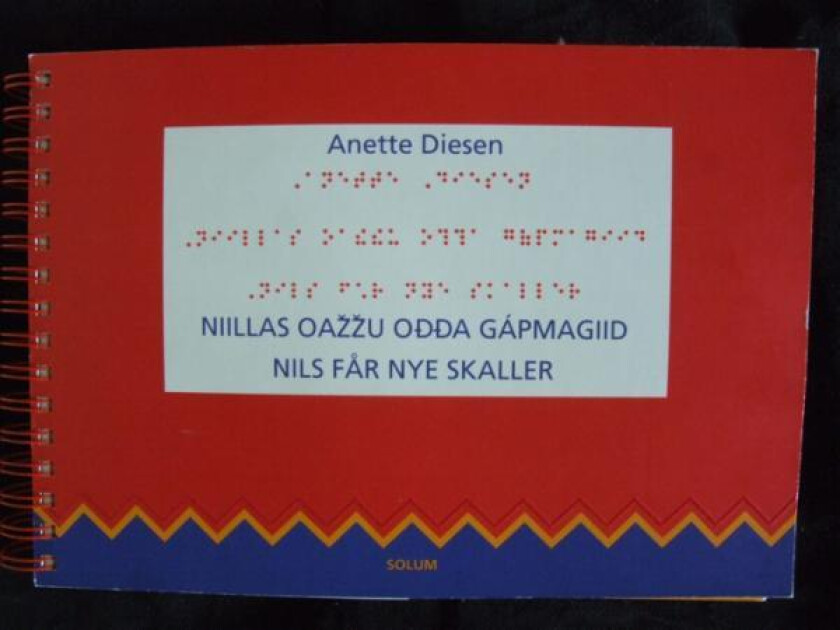 Anette Diesen
⠠⠁⠝⠑⠞⠞⠑ ⠠⠙⠊⠑⠎⠑⠝
NIILLAS OAŽŽU OĐĐA GÁPMAGIID
NILS FÅR NYE SKALLER
SOLUM